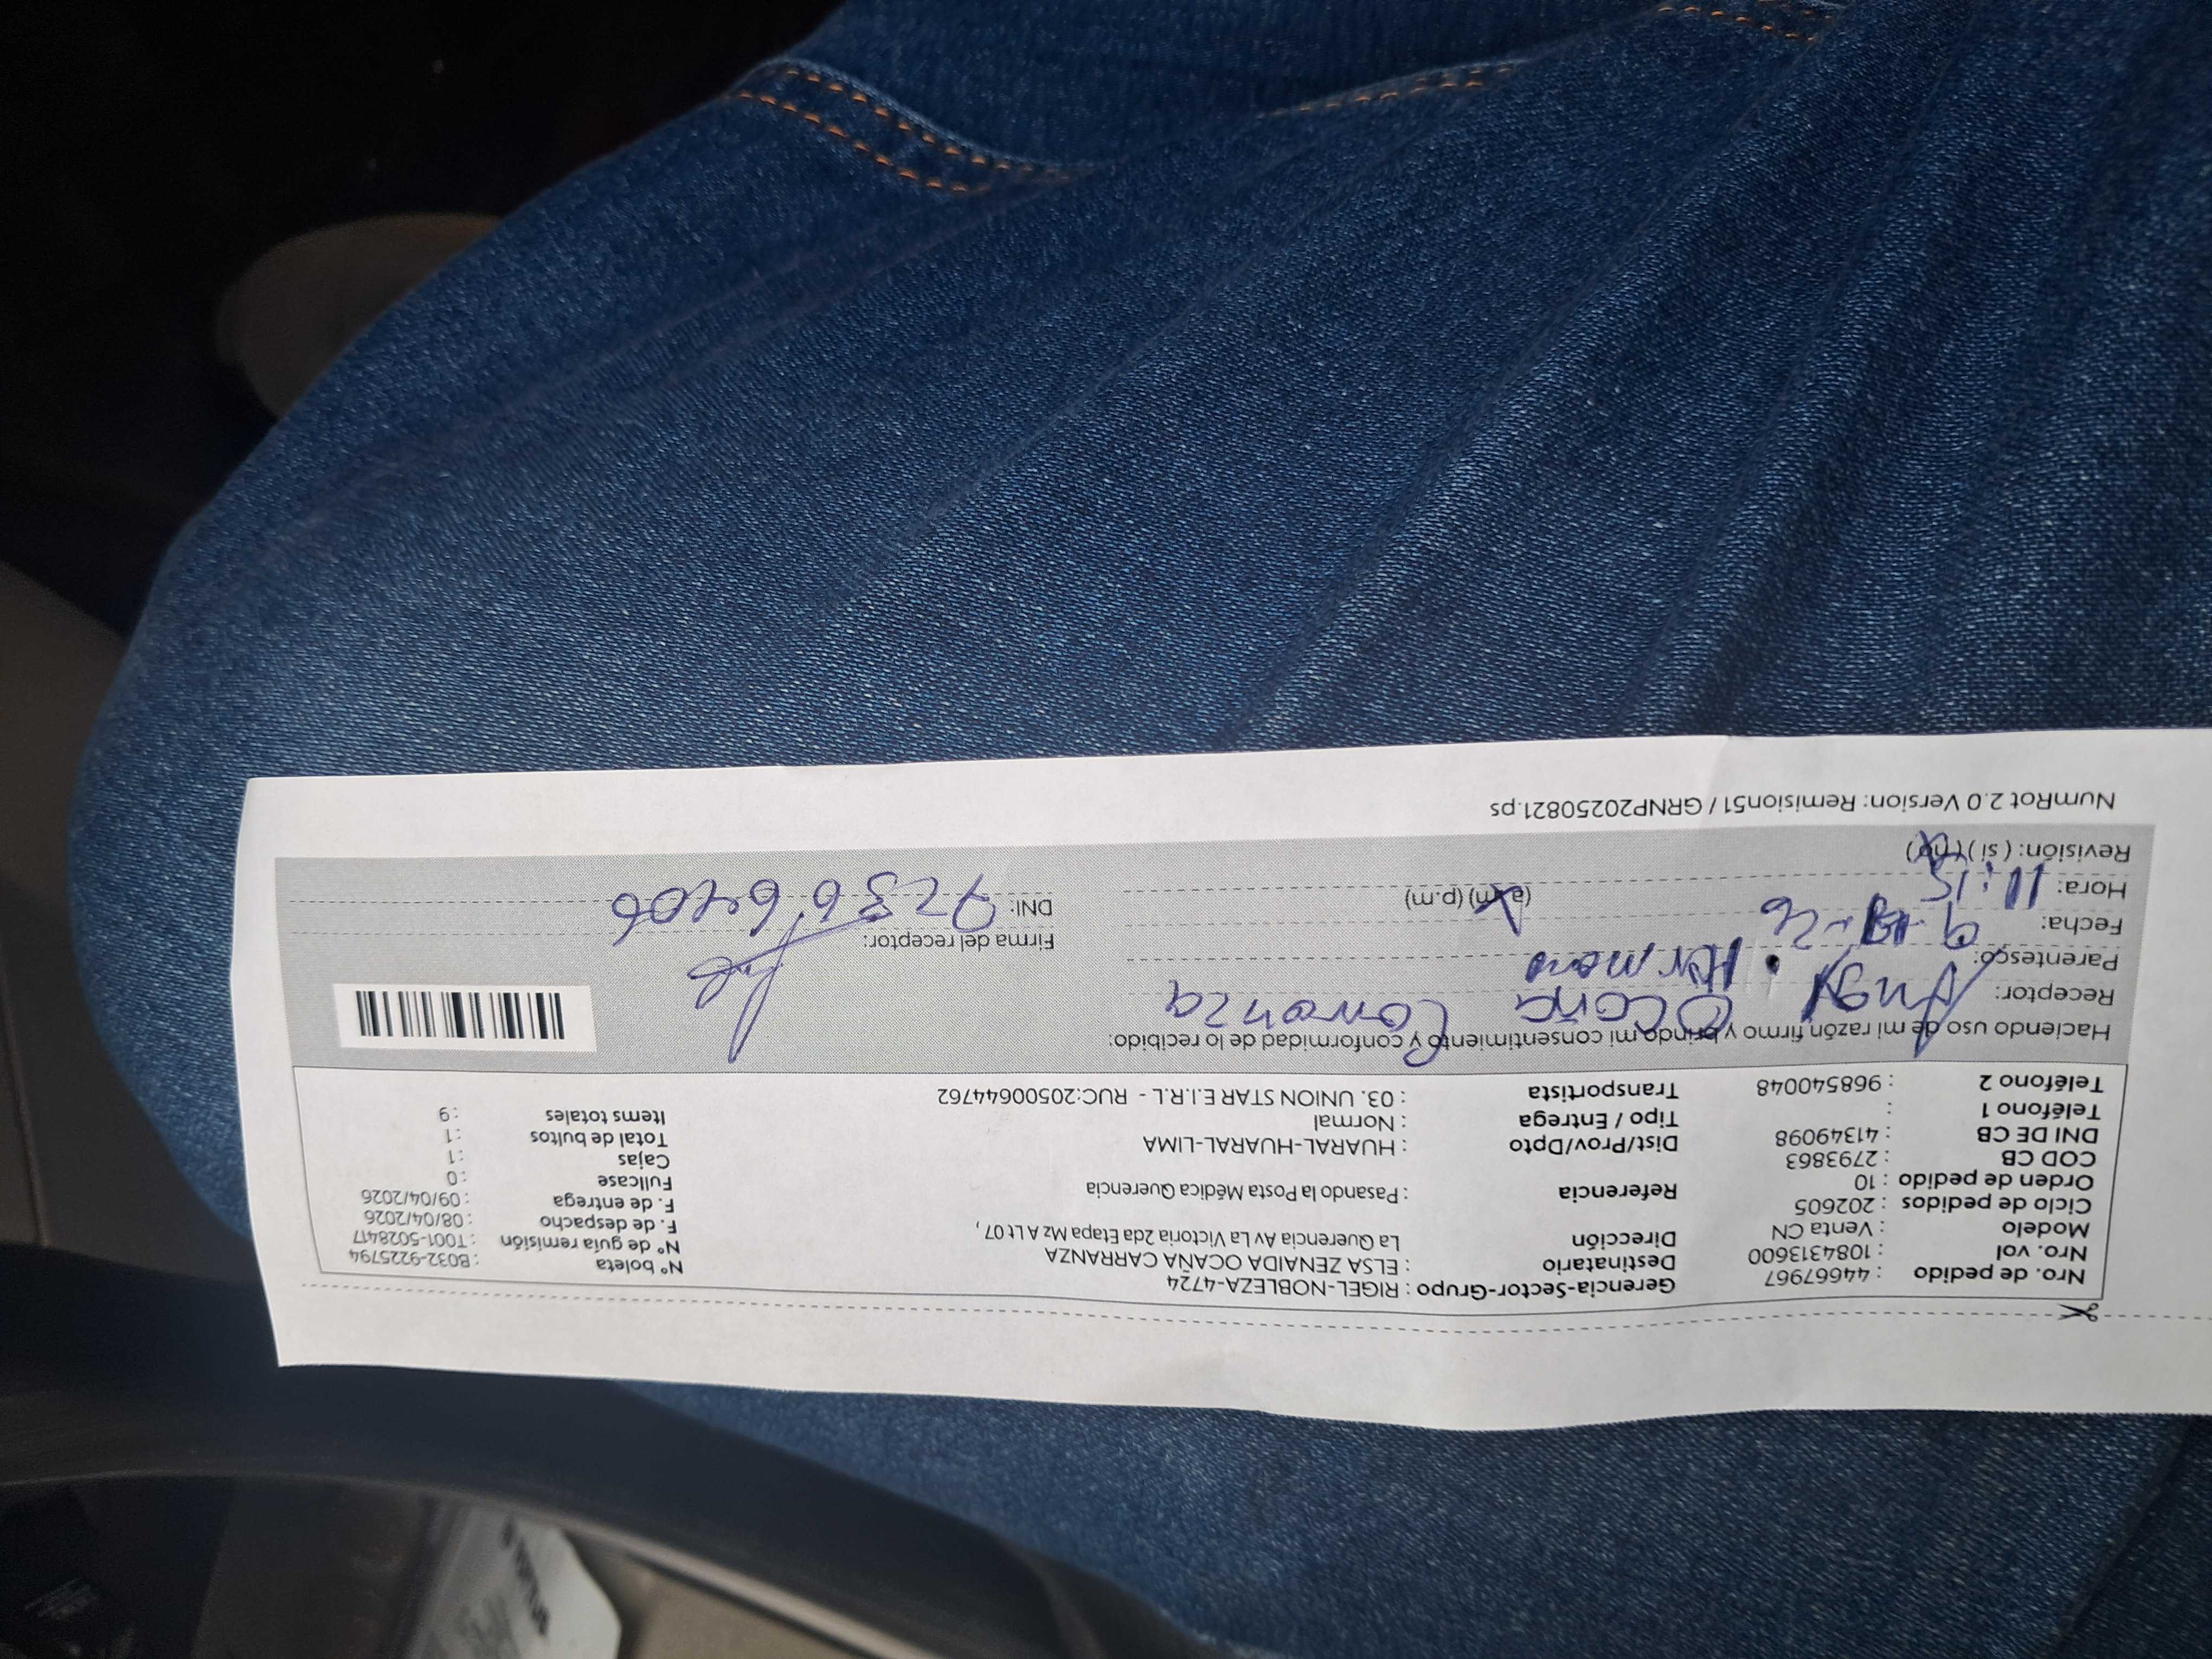 Nro. de pedido : 44667967 Gerencia-Sector-Grupo : RIGEL-NOBLEZA-4724 N° boleta : B032-9225794
Nro. vol : 1084313600 Destinatario : ELSA ZENAIDA OCAÑA CARRANZA N° de guía remisión : T001-5028417
Modelo : Venta CN Dirección La Querencia Av La Victoria 2da Etapa Mz A Lt 07 , F. de despacho : 08/04/2026
Ciclo de pedidos : 202605 F. de entrega : 09/04/2026
Orden de pedido : 10 Referencia : Pasando la Posta Médica Querencia Fullcase : 0
COD CB : 2793863 Cajas : 1
DNI DE CB : 41349098 Dist/Prov/Dpto : HUARAL-HUARAL-LIMA Total de bultos : 1
Teléfono 1 : Tipo / Entrega : Normal Items totales : 9
Teléfono 2 : 968540048 Transportista : 03. UNION STAR E.I.R.L - RUC:20500644762
Haciendo uso de mi razón firmo y brindo mi consentimiento y conformidad de lo recibido:
Receptor: Ocaña
Parentesco: Hermano
Firma del receptor:
Fecha:
Hora: 11:15 (a.m) (p.m) DNI:
Revisión: ( si ) ( no )
NumRot 2.0 Version: Remision51 / GRNP20250821.ps